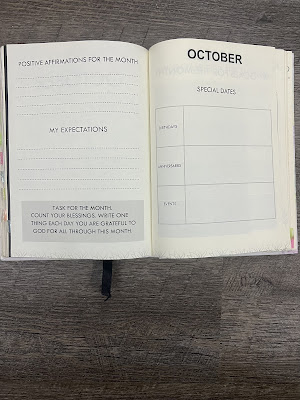 POSITIVE AFFIRMATIONS FOR THE MONTH
MY EXPECTATIONS
TASK FOR THE MONTH:
COUNT YOUR BLESSINGS. WRITE ONE
THING EACH DAY YOU ARE GRATEFUL TO
GOD FOR ALL THROUGH THIS MONTH.
OCTOBER
SPECIAL DATES
BIRTHDAYS
ANNIVERSARIES
EVENTS